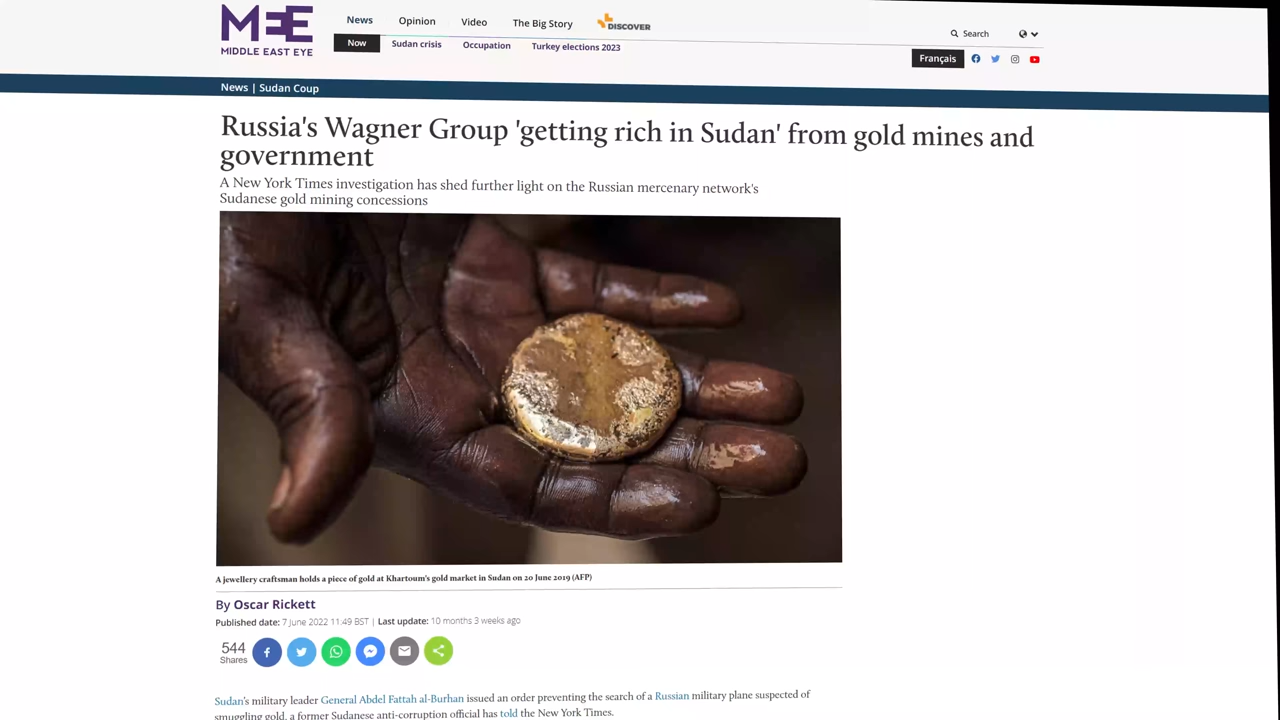 MEE
MIDDLE EAST EYE
News Opinion Video The Big Story DISCOVER
Search
Now Sudan crisis Occupation Turkey elections 2023
Français
News | Sudan Coup
Russia's Wagner Group 'getting rich in Sudan' from gold mines and
government
A New York Times investigation has shed further light on the Russian mercenary network's
Sudanese gold mining concessions
A jewellery craftsman holds a piece of gold at Khartoum's gold market in Sudan on 20 June 2019 (AFP)
By Oscar Rickett
Published date: 7 June 2022 11:49 BST | Last update: 10 months 3 weeks ago
544
Shares
Sudan's military leader General Abdel Fattah al-Burhan issued an order preventing the search of a Russian military plane suspected of
smuggling gold, a former Sudanese anti-corruption official has told the New York Times.